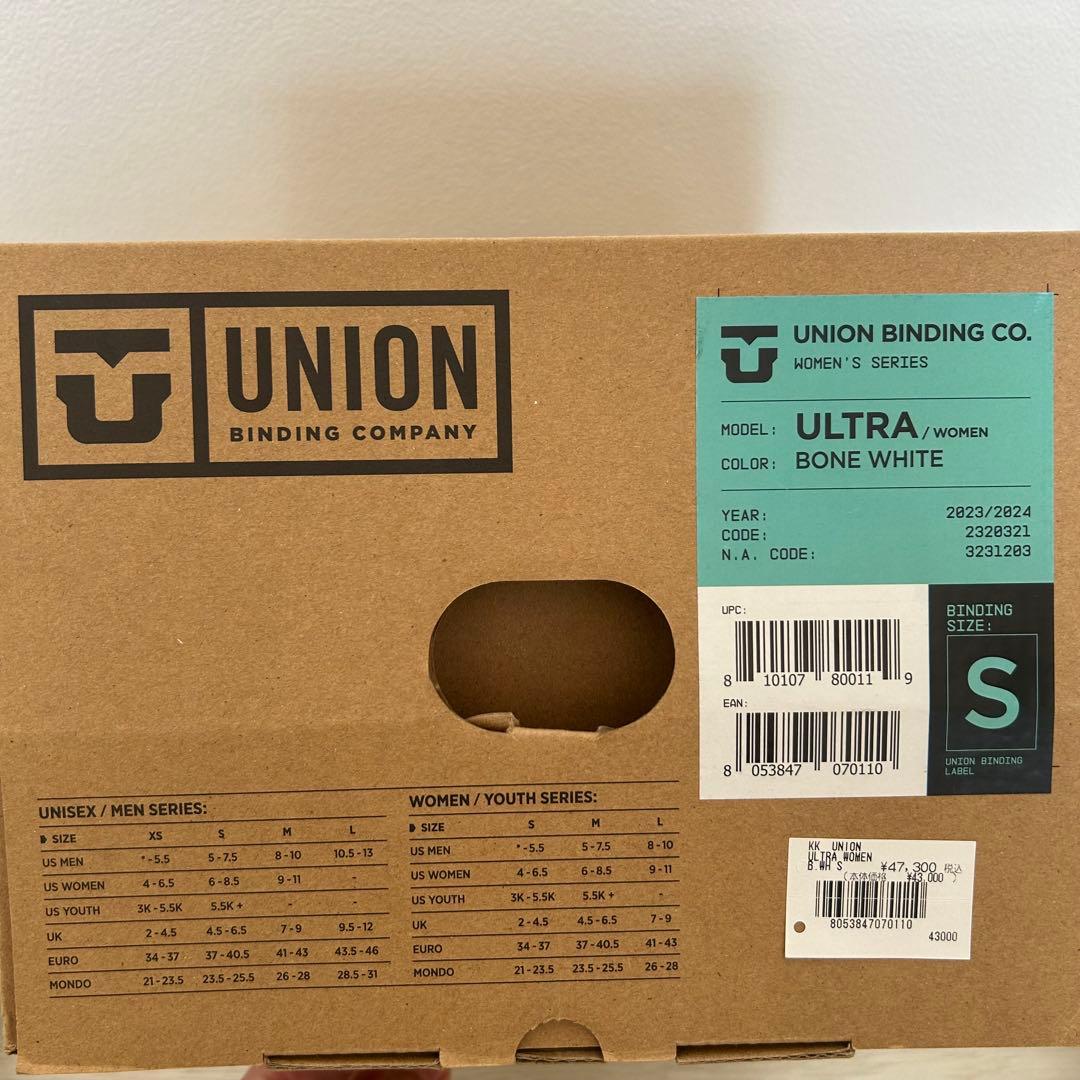 UNION
BINDING COMPANY
UNION BINDING CO.
WOMEN'S SERIES
MODEL: ULTRA / WOMEN
COLOR: BONE WHITE
YEAR: 2023/2024
CODE: 2320321
N.A. CODE: 3231203
UPC:
8 10107 80011 9
EAN:
8 053847 070110
BINDING
SIZE:
S
UNION BINDING
LABEL
UNISEX / MEN SERIES:
SIZE XS S M L
US MEN *-5.5 5-7.5 8-10 10.5-13
US WOMEN 4-6.5 6-8.5 9-11 -
US YOUTH 3K-5.5K 5.5K+ - -
UK 2-4.5 4.5-6.5 7-9 9.5-12
EURO 34-37 37-40.5 41-43 43.5-46
MONDO 21-23.5 23.5-25.5 26-28 28.5-31
WOMEN / YOUTH SERIES:
SIZE S M L
US MEN *-5.5 5-7.5 8-10
US WOMEN 4-6.5 6-8.5 9-11
US YOUTH 3K-5.5K 5.5K+ -
UK 2-4.5 4.5-6.5 7-9
EURO 34-37 37-40.5 41-43
MONDO 21-23.5 23.5-25.5 26-28
KK UNION
ULTRA WOMEN
B.WH S ¥47,300 税込
(本体価格 ¥43,000 )
8053847070110
43000